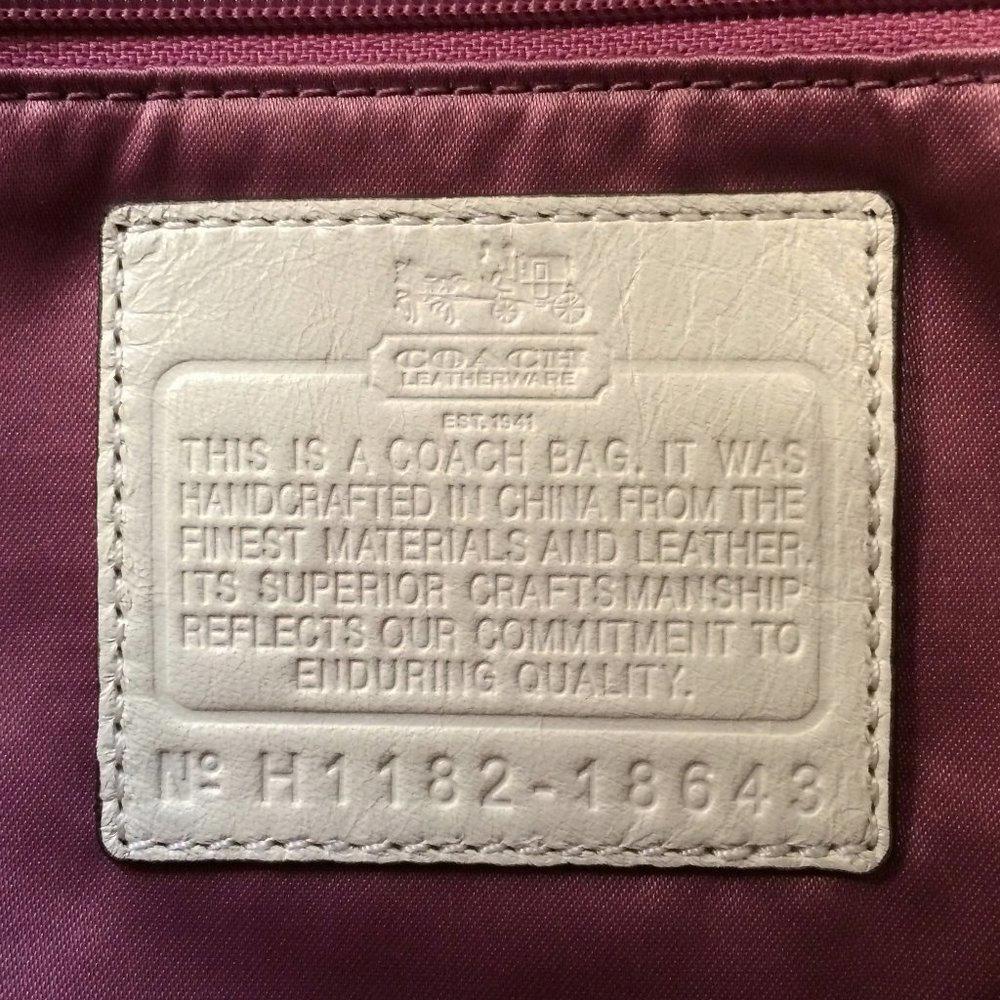 COACH
LEATHERWARE
EST. 1941
THIS IS A COACH BAG. IT WAS
HANDCRAFTED IN CHINA FROM THE
FINEST MATERIALS AND LEATHER.
ITS SUPERIOR CRAFTSMANSHIP
REFLECTS OUR COMMITMENT TO
ENDURING QUALITY.
Nº H1182-18643